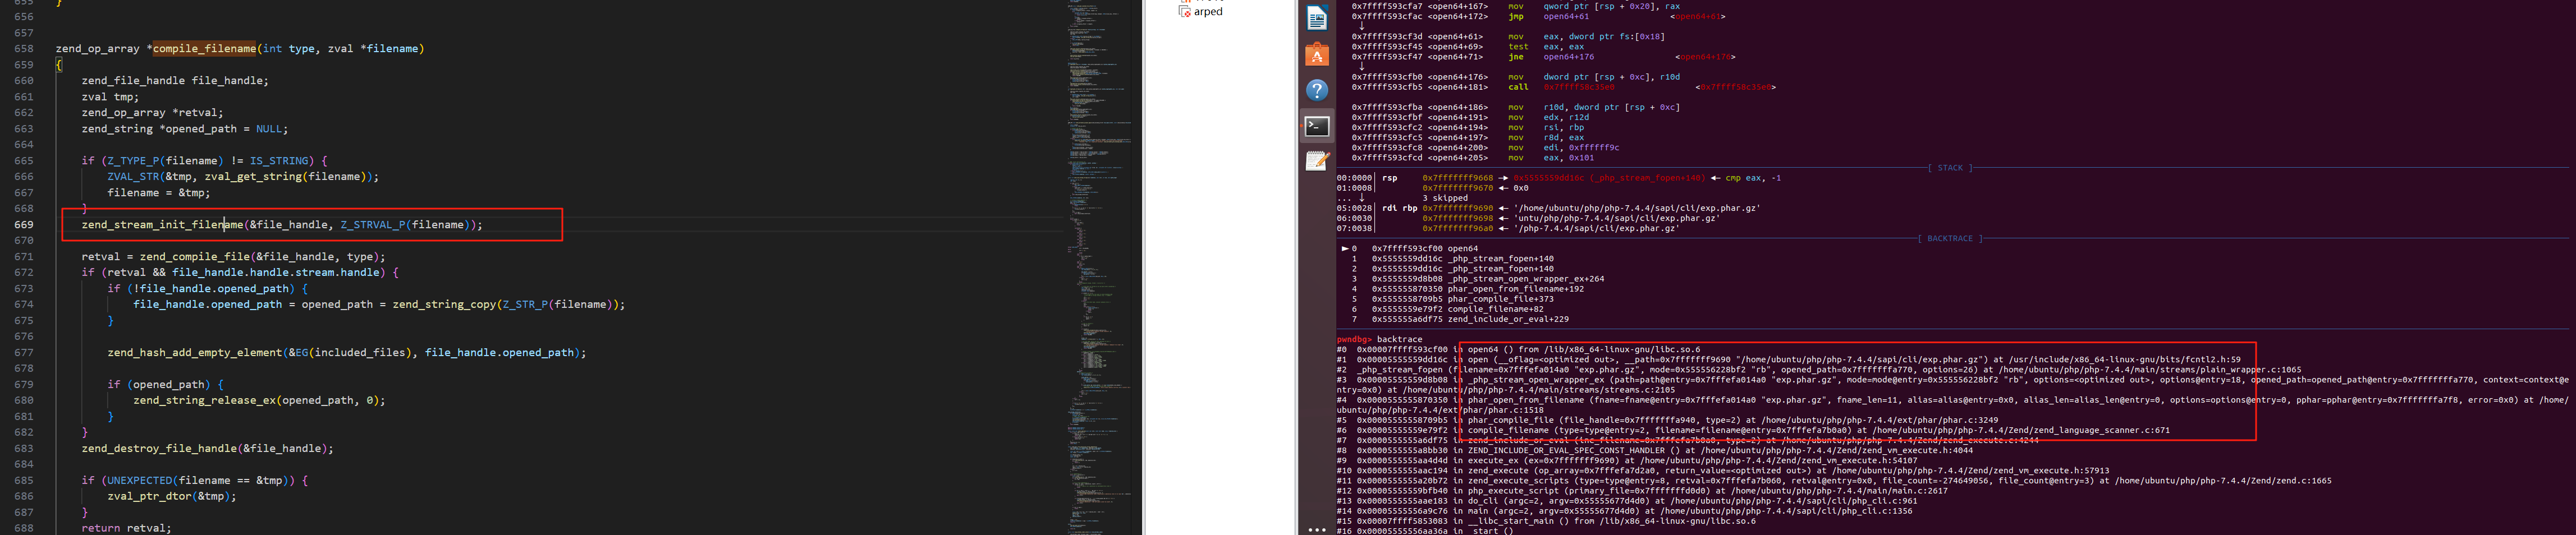 655 }
656
657
658 zend_op_array *compile_filename(int type, zval *filename)
659 {
660 zend_file_handle file_handle;
661 zval tmp;
662 zend_op_array *retval;
663 zend_string *opened_path = NULL;
664
665 if (Z_TYPE_P(filename) != IS_STRING) {
666 ZVAL_STR(&tmp, zval_get_string(filename));
667 filename = &tmp;
668 }
669 zend_stream_init_filename(&file_handle, Z_STRVAL_P(filename));
670
671 retval = zend_compile_file(&file_handle, type);
672 if (retval && file_handle.handle.stream.handle) {
673 if (!file_handle.opened_path) {
674 file_handle.opened_path = opened_path = zend_string_copy(Z_STR_P(filename));
675 }
676
677 zend_hash_add_empty_element(&EG(included_files), file_handle.opened_path);
678
679 if (opened_path) {
680 zend_string_release_ex(opened_path, 0);
681 }
682 }
683 zend_destroy_file_handle(&file_handle);
684
685 if (UNEXPECTED(filename == &tmp)) {
686 zval_ptr_dtor(&tmp);
687 }
688 return retval;
arped
0x7ffff593cfa7 <open64+167> mov qword ptr [rsp + 0x20], rax
0x7ffff593cfac <open64+172> jmp open64+61 <open64+61>
↓
0x7ffff593cf3d <open64+61> mov eax, dword ptr fs:[0x18]
0x7ffff593cf45 <open64+69> test eax, eax
0x7ffff593cf47 <open64+71> jne open64+176 <open64+176>
↓
0x7ffff593cfb0 <open64+176> mov dword ptr [rsp + 0xc], r10d
0x7ffff593cfb5 <open64+181> call 0x7ffff58c35e0 <0x7ffff58c35e0>
0x7ffff593cfba <open64+186> mov r10d, dword ptr [rsp + 0xc]
0x7ffff593cfbf <open64+191> mov edx, r12d
0x7ffff593cfc2 <open64+194> mov rsi, rbp
0x7ffff593cfc5 <open64+197> mov r8d, eax
0x7ffff593cfc8 <open64+200> mov edi, 0xffffff9c
0x7ffff593cfcd <open64+205> mov eax, 0x101
[ STACK ]
00:0000│ rsp 0x7fffffff9668 —▸ 0x5555559dd16c (_php_stream_fopen+140) ◂— cmp eax, -1
01:0008│ 0x7fffffff9670 ◂— 0x0
... ↓ 3 skipped
05:0028│ rdi rbp 0x7fffffff9690 ◂— '/home/ubuntu/php/php-7.4.4/sapi/cli/exp.phar.gz'
06:0030│ 0x7fffffff9698 ◂— 'untu/php/php-7.4.4/sapi/cli/exp.phar.gz'
07:0038│ 0x7fffffff96a0 ◂— '/php-7.4.4/sapi/cli/exp.phar.gz'
[ BACKTRACE ]
► 0 0x7ffff593cf00 open64
1 0x5555559dd16c _php_stream_fopen+140
2 0x5555559dd16c _php_stream_fopen+140
3 0x5555559d8b08 _php_stream_open_wrapper_ex+264
4 0x555555870350 phar_open_from_filename+192
5 0x5555558709b5 phar_compile_file+373
6 0x5555559e79f2 compile_filename+82
7 0x555555a6df75 zend_include_or_eval+229
pwndbg> backtrace
#0 0x00007ffff593cf00 in open64 () from /lib/x86_64-linux-gnu/libc.so.6
#1 0x00005555559dd16c in open (__oflag=<optimized out>, __path=0x7fffffff9690 "/home/ubuntu/php/php-7.4.4/sapi/cli/exp.phar.gz") at /usr/include/x86_64-linux-gnu/bits/fcntl2.h:59
#2 _php_stream_fopen (filename=0x7fffefa014a0 "exp.phar.gz", mode=0x555556228bf2 "rb", opened_path=0x7fffffffa770, options=26) at /home/ubuntu/php/php-7.4.4/main/streams/plain_wrapper.c:1065
#3 0x00005555559d8b08 in _php_stream_open_wrapper_ex (path=path@entry=0x7fffefa014a0 "exp.phar.gz", mode=mode@entry=0x555556228bf2 "rb", options=<optimized out>, options@entry=18, opened_path=opened_path@entry=0x7fffffffa770, context=context@e
ntry=0x0) at /home/ubuntu/php/php-7.4.4/main/streams/streams.c:2105
#4 0x0000555555870350 in phar_open_from_filename (fname=fname@entry=0x7fffefa014a0 "exp.phar.gz", fname_len=11, alias=alias@entry=0x0, alias_len=alias_len@entry=0, options=options@entry=0, pphar=pphar@entry=0x7fffffffa7f8, error=0x0) at /home/
ubuntu/php/php-7.4.4/ext/phar/phar.c:1518
#5 0x00005555558709b5 in phar_compile_file (file_handle=0x7fffffffa940, type=2) at /home/ubuntu/php/php-7.4.4/ext/phar/phar.c:3249
#6 0x00005555559e79f2 in compile_filename (type=type@entry=2, filename=filename@entry=0x7fffefa7b0a0) at /home/ubuntu/php/php-7.4.4/Zend/zend_language_scanner.c:671
#7 0x0000555555a6df75 in zend_include_or_eval (inc_filename=0x7fffefa7b0a0, type=2) at /home/ubuntu/php/php-7.4.4/Zend/zend_execute.c:4244
#8 0x0000555555a8bb30 in ZEND_INCLUDE_OR_EVAL_SPEC_CONST_HANDLER () at /home/ubuntu/php/php-7.4.4/Zend/zend_vm_execute.h:4044
#9 0x0000555555aa4d4d in execute_ex (ex=0x7fffffff9690) at /home/ubuntu/php/php-7.4.4/Zend/zend_vm_execute.h:54107
#10 0x0000555555aac194 in zend_execute (op_array=0x7fffefa7d2a0, return_value=<optimized out>) at /home/ubuntu/php/php-7.4.4/Zend/zend_vm_execute.h:57913
#11 0x0000555555a20b72 in zend_execute_scripts (type=type@entry=8, retval=0x7fffefa7b060, retval@entry=0x0, file_count=-274649056, file_count@entry=3) at /home/ubuntu/php/php-7.4.4/Zend/zend.c:1665
#12 0x00005555559bfb40 in php_execute_script (primary_file=0x7fffffffd0d0) at /home/ubuntu/php/php-7.4.4/main/main.c:2617
#13 0x0000555555aae183 in do_cli (argc=2, argv=0x55555677d4d0) at /home/ubuntu/php/php-7.4.4/sapi/cli/php_cli.c:961
#14 0x00005555556a9c76 in main (argc=2, argv=0x55555677d4d0) at /home/ubuntu/php/php-7.4.4/sapi/cli/php_cli.c:1356
#15 0x00007ffff5853083 in __libc_start_main () from /lib/x86_64-linux-gnu/libc.so.6
#16 0x00005555556aa36a in _start ()